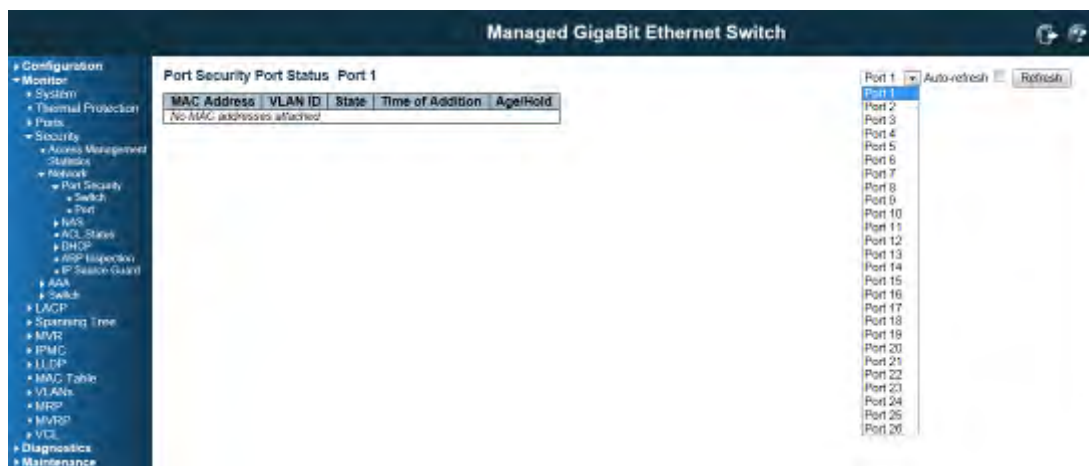 Managed GigaBit Ethernet Switch
Configuration
Monitor
System
Thermal Protection
Ports
Security
Access Management
Statistics
Network
Port Security
Switch
Port
NAS
ACL Status
DHCP
ARP Inspection
IP Source Guard
AAA
Switch
LACP
Spanning Tree
MVR
IPMC
LLDP
MAC Table
VLANs
MRP
MVRP
VCL
Diagnostics
Maintenance
Port Security Port Status Port 1
MAC Address VLAN ID State Time of Addition Age/Hold
No MAC addresses attached
Port 1 Auto-refresh Refresh
Port 1
Port 2
Port 3
Port 4
Port 5
Port 6
Port 7
Port 8
Port 9
Port 10
Port 11
Port 12
Port 13
Port 14
Port 15
Port 16
Port 17
Port 18
Port 19
Port 20
Port 21
Port 22
Port 23
Port 24
Port 25
Port 26